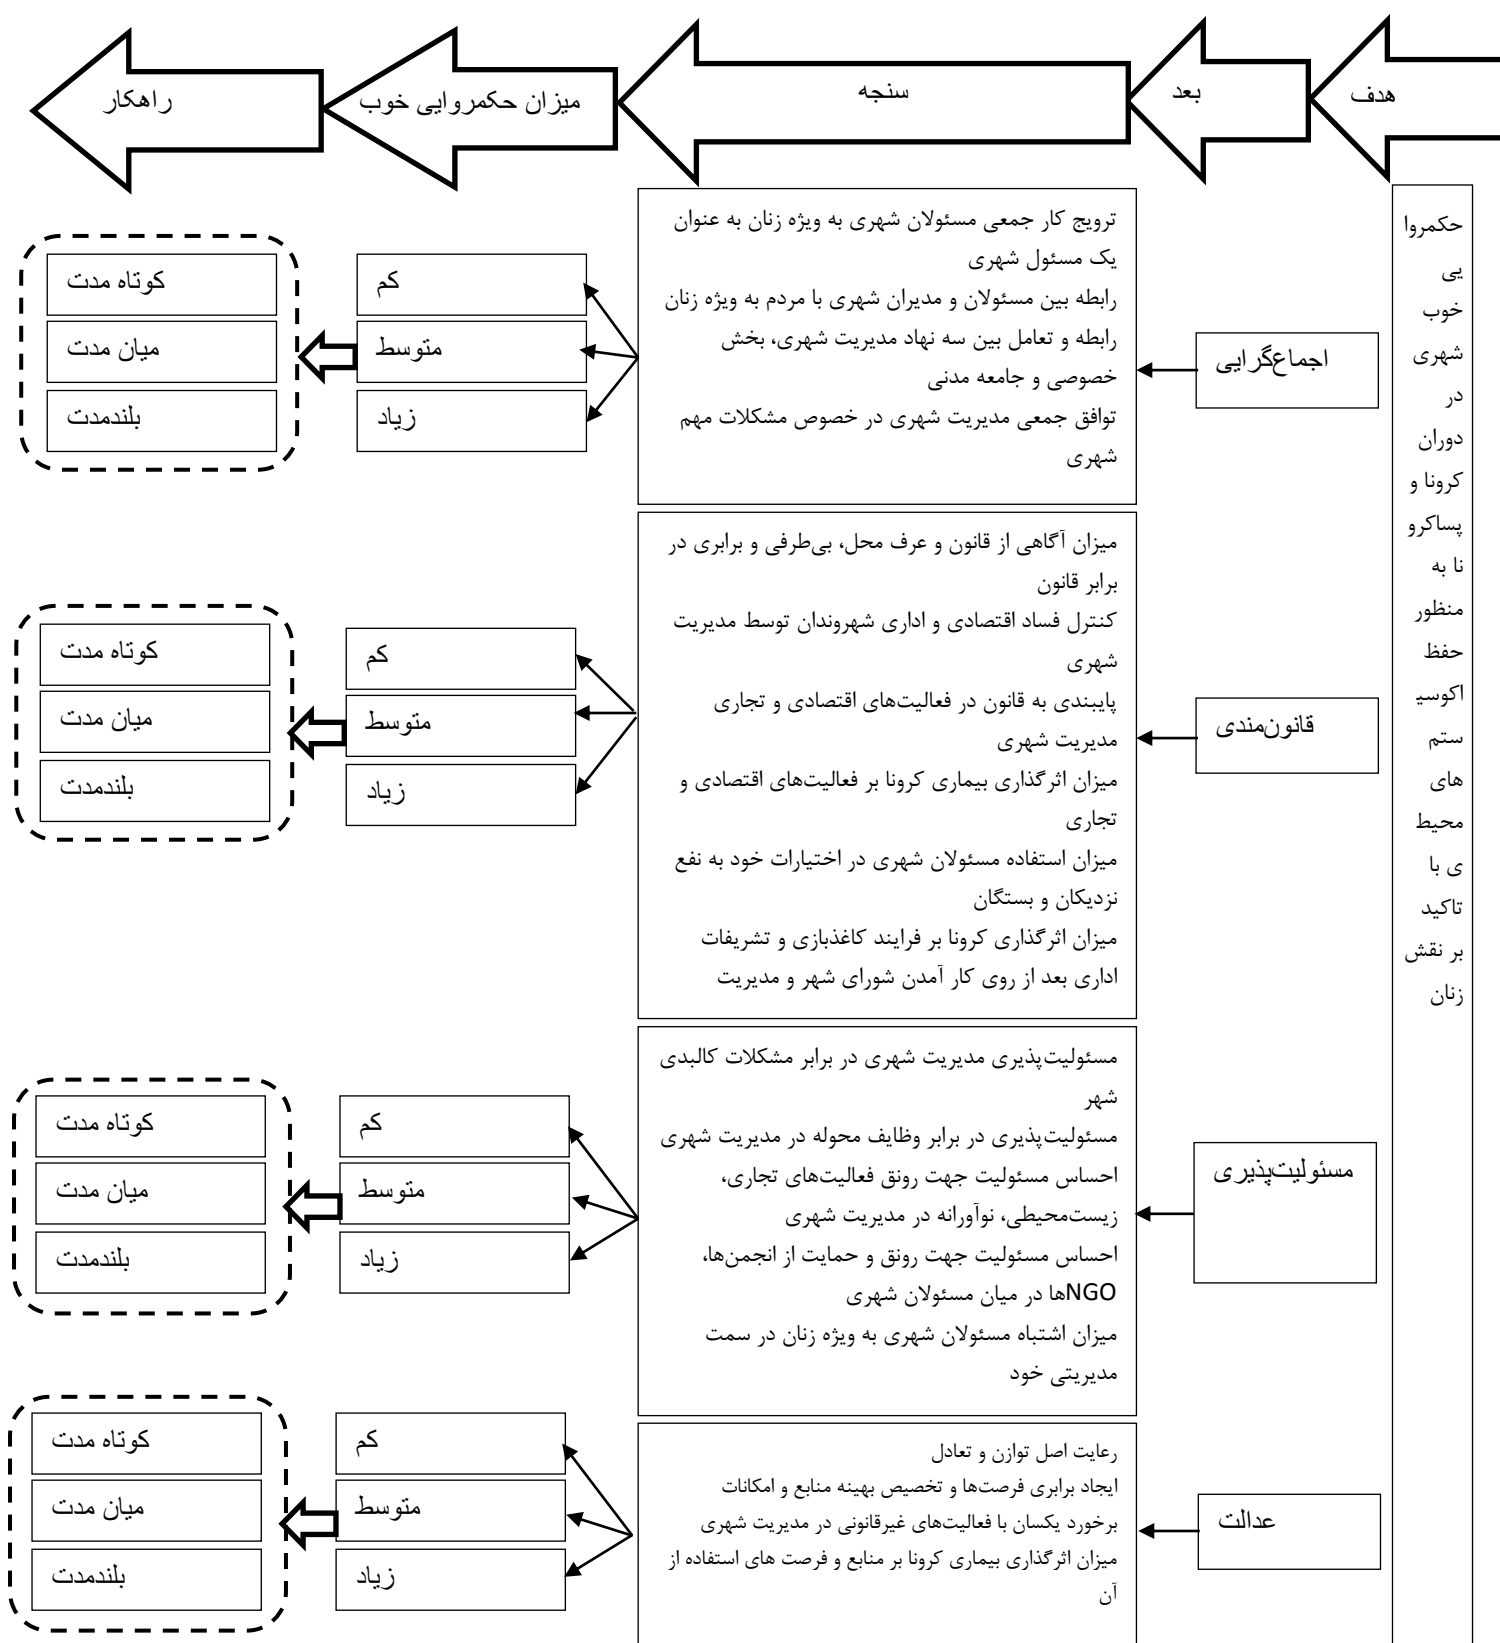 هدف
بعد
سنجه
میزان حکمروایی خوب
راهکار
حکمروا
یی
خوب
شهری
در
دوران
کرونا و
پساکرو
نا به
منظور
حفظ
اکوسی
ستم
های
محیط
ی با
تاکید
بر نقش
زنان
اجماع‌گرایی
ترویج کار جمعی مسئولان شهری به ویژه زنان به عنوان
یک مسئول شهری
رابطه بین مسئولان و مدیران شهری با مردم به ویژه زنان
رابطه و تعامل بین سه نهاد مدیریت شهری، بخش
خصوصی و جامعه مدنی
توافق جمعی مدیریت شهری در خصوص مشکلات مهم
شهری
کم
متوسط
زیاد
کوتاه مدت
میان مدت
بلندمدت
قانون‌مندی
میزان آگاهی از قانون و عرف محل، بی‌طرفی و برابری در
برابر قانون
کنترل فساد اقتصادی و اداری شهروندان توسط مدیریت
شهری
پایبندی به قانون در فعالیت‌های اقتصادی و تجاری
مدیریت شهری
میزان اثرگذاری بیماری کرونا بر فعالیت‌های اقتصادی و
تجاری
میزان استفاده مسئولان شهری در اختیارات خود به نفع
نزدیکان و بستگان
میزان اثرگذاری کرونا بر فرایند کاغذبازی و تشریفات
اداری بعد از روی کار آمدن شورای شهر و مدیریت
کم
متوسط
زیاد
کوتاه مدت
میان مدت
بلندمدت
مسئولیت‌پذیری
مسئولیت‌پذیری مدیریت شهری در برابر مشکلات کالبدی
شهر
مسئولیت‌پذیری در برابر وظایف محوله در مدیریت شهری
احساس مسئولیت جهت رونق فعالیت‌های تجاری،
زیست‌محیطی، نوآورانه در مدیریت شهری
احساس مسئولیت جهت رونق و حمایت از انجمن‌ها،
NGOها در میان مسئولان شهری
میزان اشتباه مسئولان شهری به ویژه زنان در سمت
مدیریتی خود
کم
متوسط
زیاد
کوتاه مدت
میان مدت
بلندمدت
عدالت
رعایت اصل توازن و تعادل
ایجاد برابری فرصت‌ها و تخصیص بهینه منابع و امکانات
برخورد یکسان با فعالیت‌های غیرقانونی در مدیریت شهری
میزان اثرگذاری بیماری کرونا بر منابع و فرصت های استفاده از
آن
کم
متوسط
زیاد
کوتاه مدت
میان مدت
بلندمدت